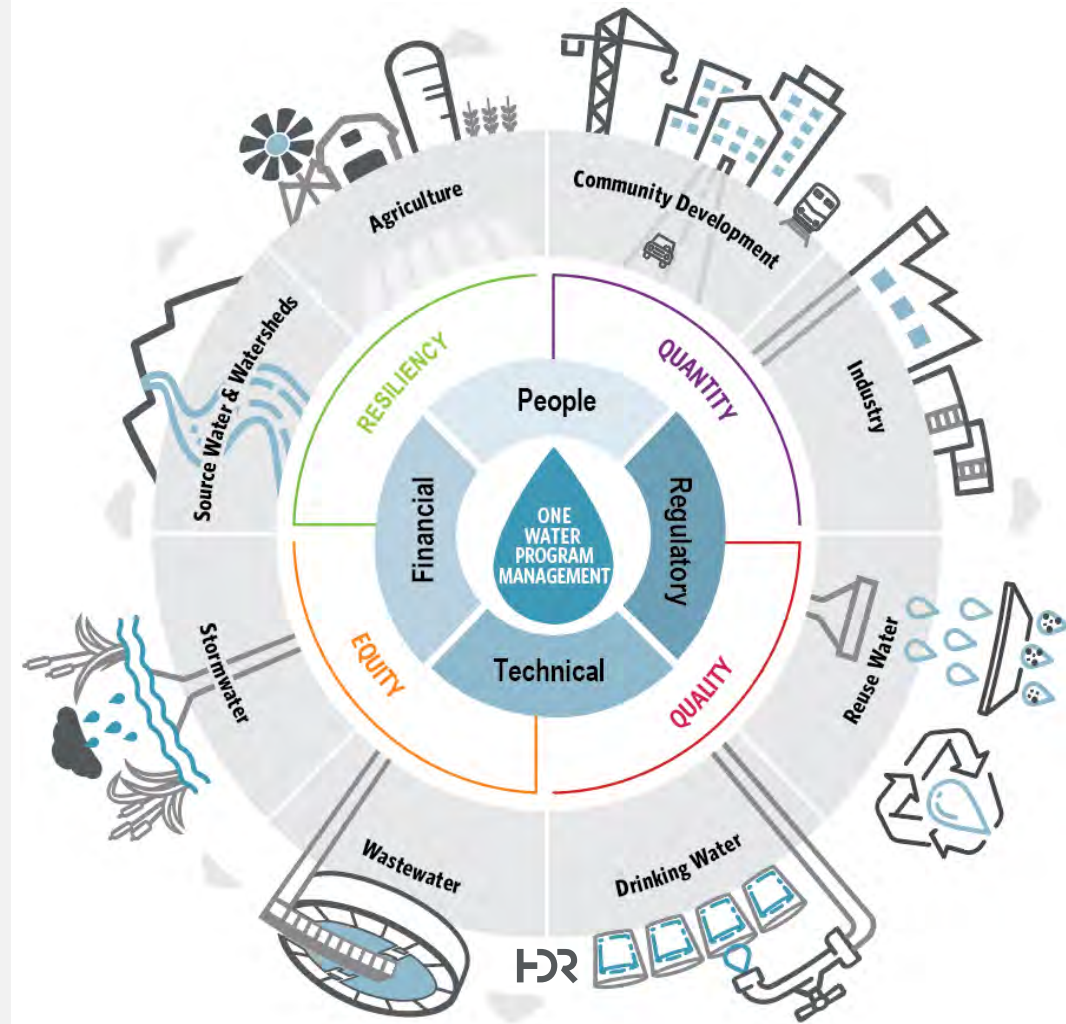 Agriculture
Community Development
Industry
Reuse Water
Drinking Water
Wastewater
Stormwater
Source Water & Watersheds
RESILIENCY
QUANTITY
QUALITY
EQUITY
People
Regulatory
Technical
Financial
ONE
WATER
PROGRAM
MANAGEMENT
HDR